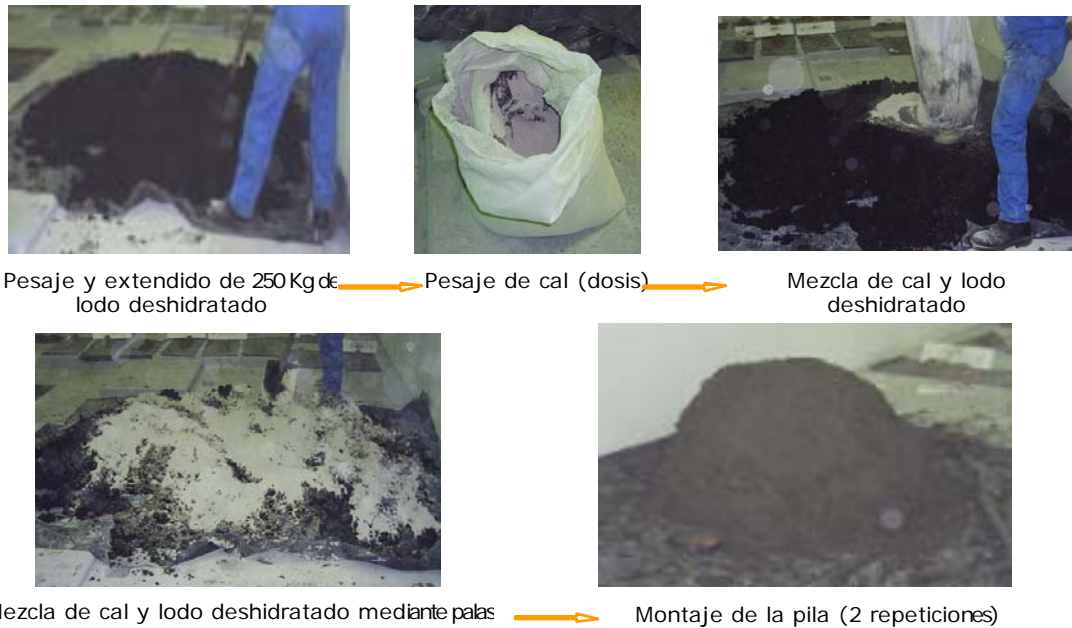 Pesaje y extendido de 250 Kg de
lodo deshidratado
Pesaje de cal (dosis)
Mezcla de cal y lodo
deshidratado
Mezcla de cal y lodo deshidratado mediante palas
Montaje de la pila (2 repeticiones)